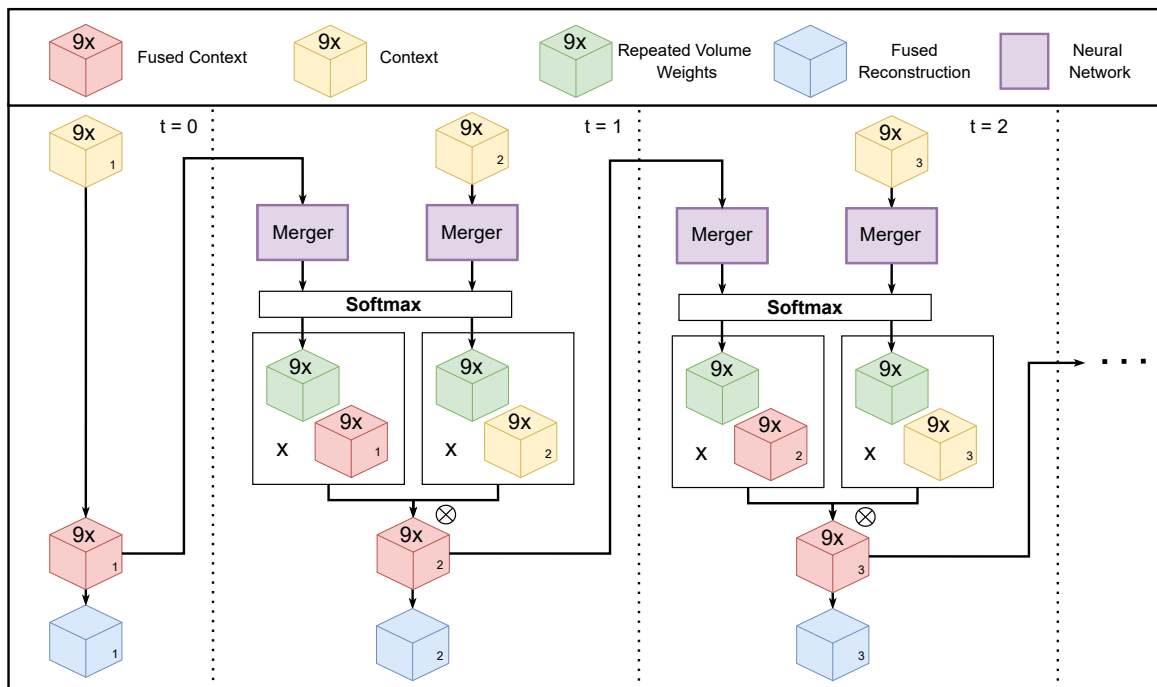 9x
Fused Context
9x
Context
9x
Repeated Volume
Weights
Fused
Reconstruction
Neural
Network
t = 0
t = 1
t = 2
9x
1
9x
2
9x
3
Merger
Merger
Merger
Merger
Softmax
Softmax
9x
9x
1
x
9x
9x
2
x
9x
9x
2
x
9x
9x
3
x
. . .
9x
1
9x
2
9x
3
1
2
3